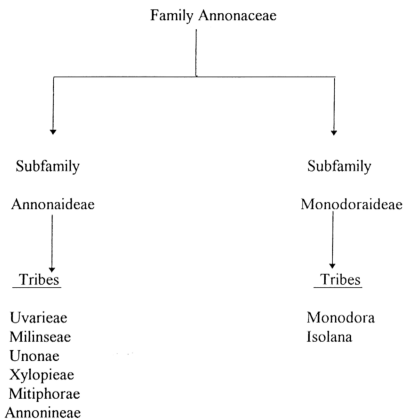 Family Annonaceae
Subfamily
Annonaideae
Tribes
Uvarieae
Milinseae
Unonae
Xylopieae
Mitiphorae
Annonineae
Subfamily
Monodoraideae
Tribes
Monodora
Isolana